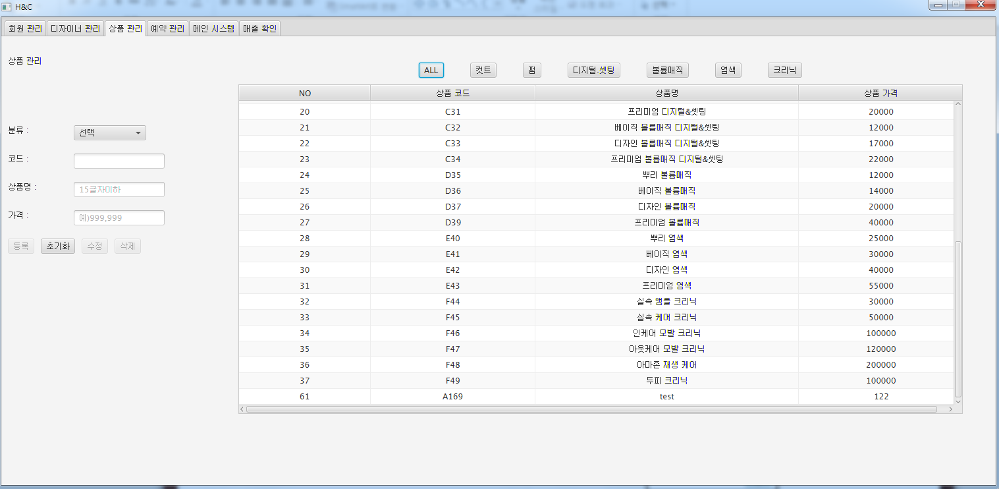 H&C
회원 관리 디자이너 관리 상품 관리 예약 관리 메인 시스템 매출 확인
상품 관리
ALL 컷트 펌 디지털.셋팅 볼륨매직 염색 크리닉
분류 : 선택
코드 :
상품명 : 15글자이하
가격 : 예)999,999
등록 초기화 수정 삭제
NO 상품 코드 상품명 상품 가격
20 C31 프리미엄 디지털&셋팅 20000
21 C32 베이직 볼륨매직 디지털&셋팅 12000
22 C33 디자인 볼륨매직 디지털&셋팅 17000
23 C34 프리미엄 볼륨매직 디지털&셋팅 22000
24 D35 뿌리 볼륨매직 12000
25 D36 베이직 볼륨매직 14000
26 D37 디자인 볼륨매직 20000
27 D39 프리미엄 볼륨매직 40000
28 E40 뿌리 염색 25000
29 E41 베이직 염색 30000
30 E42 디자인 염색 40000
31 E43 프리미엄 염색 55000
32 F44 실속 앰플 크리닉 30000
33 F45 실속 케어 크리닉 50000
34 F46 인케어 모발 크리닉 100000
35 F47 아웃케어 모발 크리닉 120000
36 F48 아마존 재생 케어 200000
37 F49 두피 크리닉 100000
61 A169 test 122